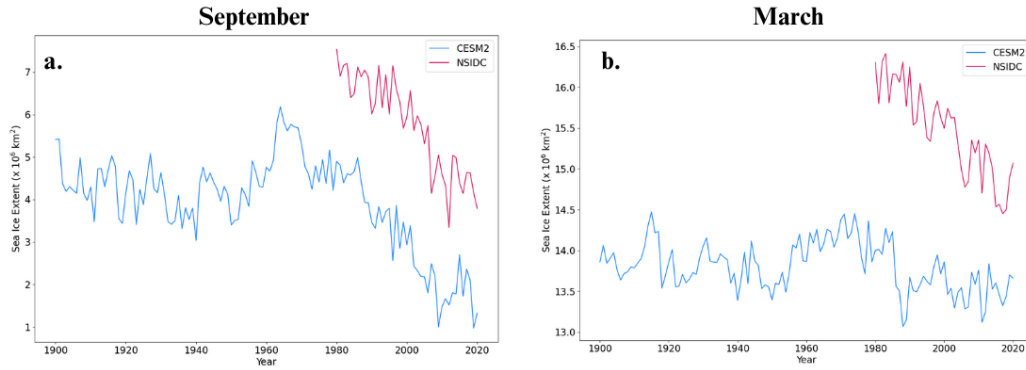 September
a.
CESM2
NSIDC
Sea Ice Extent (x 10⁶ km²)
7
6
5
4
3
2
1
1900
1920
1940
1960
1980
2000
2020
Year
March
b.
CESM2
NSIDC
Sea Ice Extent (x 10⁶ km²)
16.5
16.0
15.5
15.0
14.5
14.0
13.5
13.0
1900
1920
1940
1960
1980
2000
2020
Year